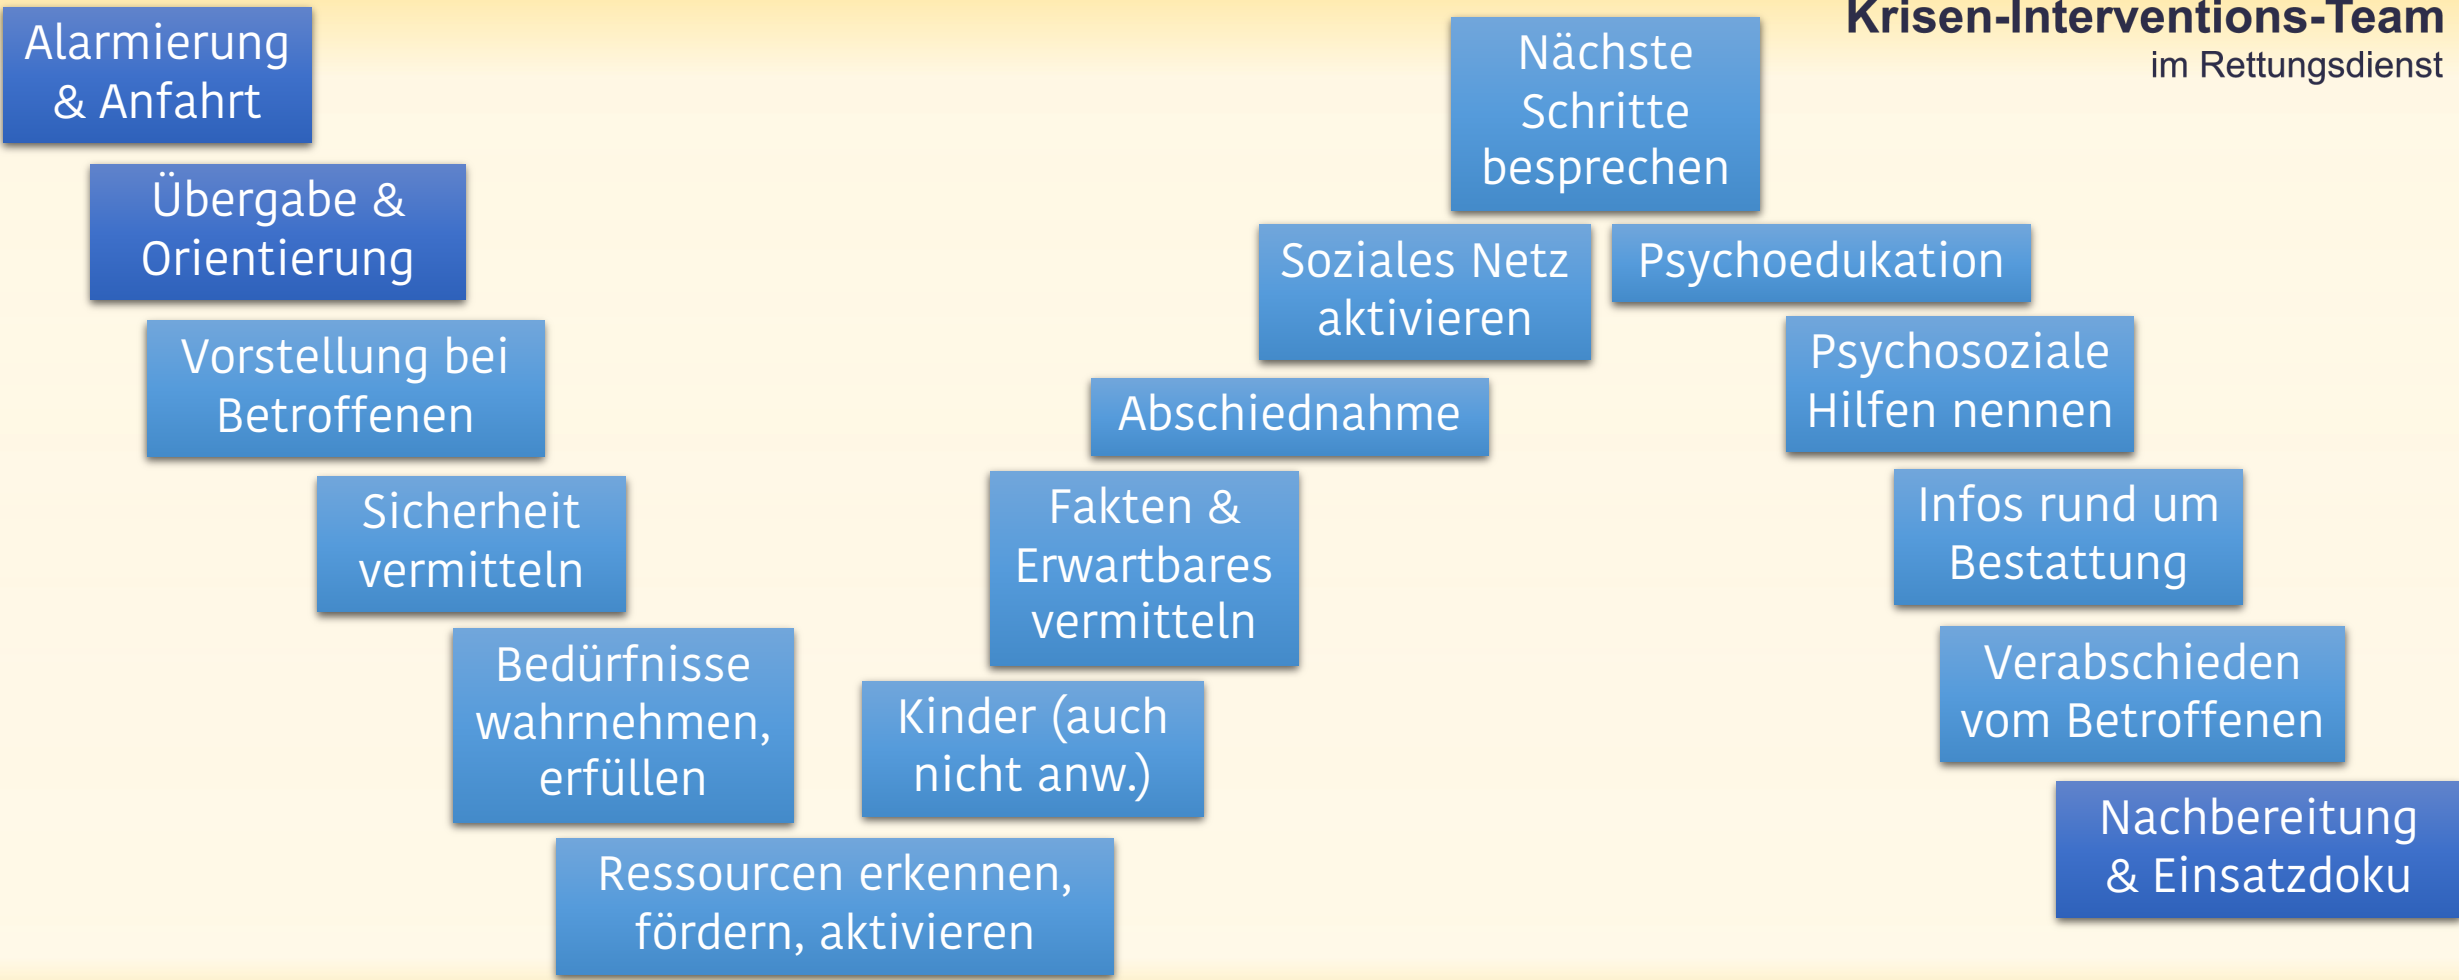 Krisen-Interventions-Team
im Rettungsdienst
Alarmierung
& Anfahrt
Übergabe &
Orientierung
Vorstellung bei
Betroffenen
Sicherheit
vermitteln
Bedürfnisse
wahrnehmen,
erfüllen
Ressourcen erkennen,
fördern, aktivieren
Kinder (auch
nicht anw.)
Fakten &
Erwartbares
vermitteln
Abschiednahme
Soziales Netz
aktivieren
Nächste
Schritte
besprechen
Psychoedukation
Psychosoziale
Hilfen nennen
Infos rund um
Bestattung
Verabschieden
vom Betroffenen
Nachbereitung
& Einsatzdoku